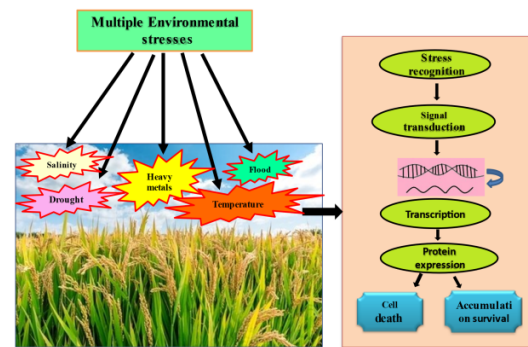 Multiple Environmental
stresses
Salinity
Drought
Heavy
metals
Flood
Temperature
Stress
recognition
Signal
transduction
Transcription
Protein
expression
Cell
death
Accumulati
on survival